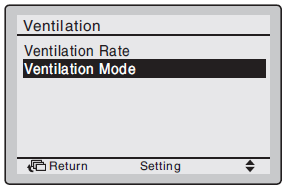 Ventilation
Ventilation Rate
Ventilation Mode
Return Setting